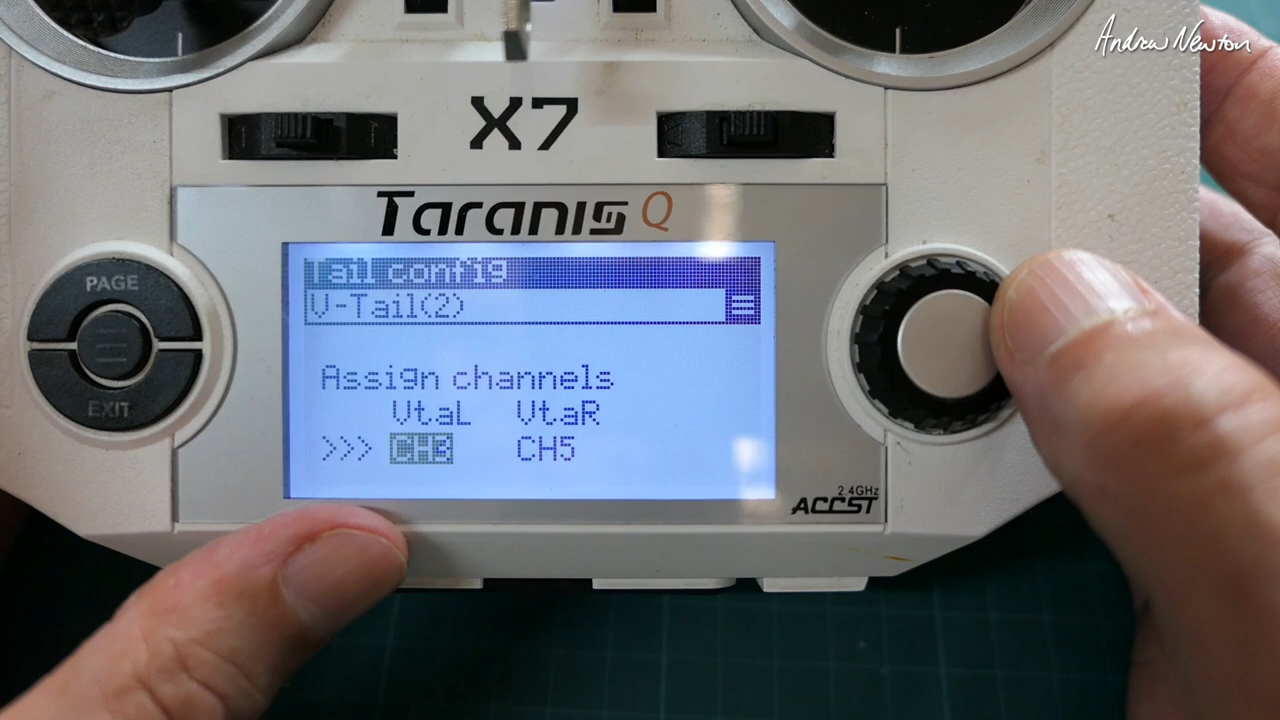 Andrew Newton
X7
Taranis Q
PAGE
EXIT
Tail config
V-Tail(2)
Assign channels
VtaL VtaR
>>> CH3 CH5
2.4GHz
ACCST